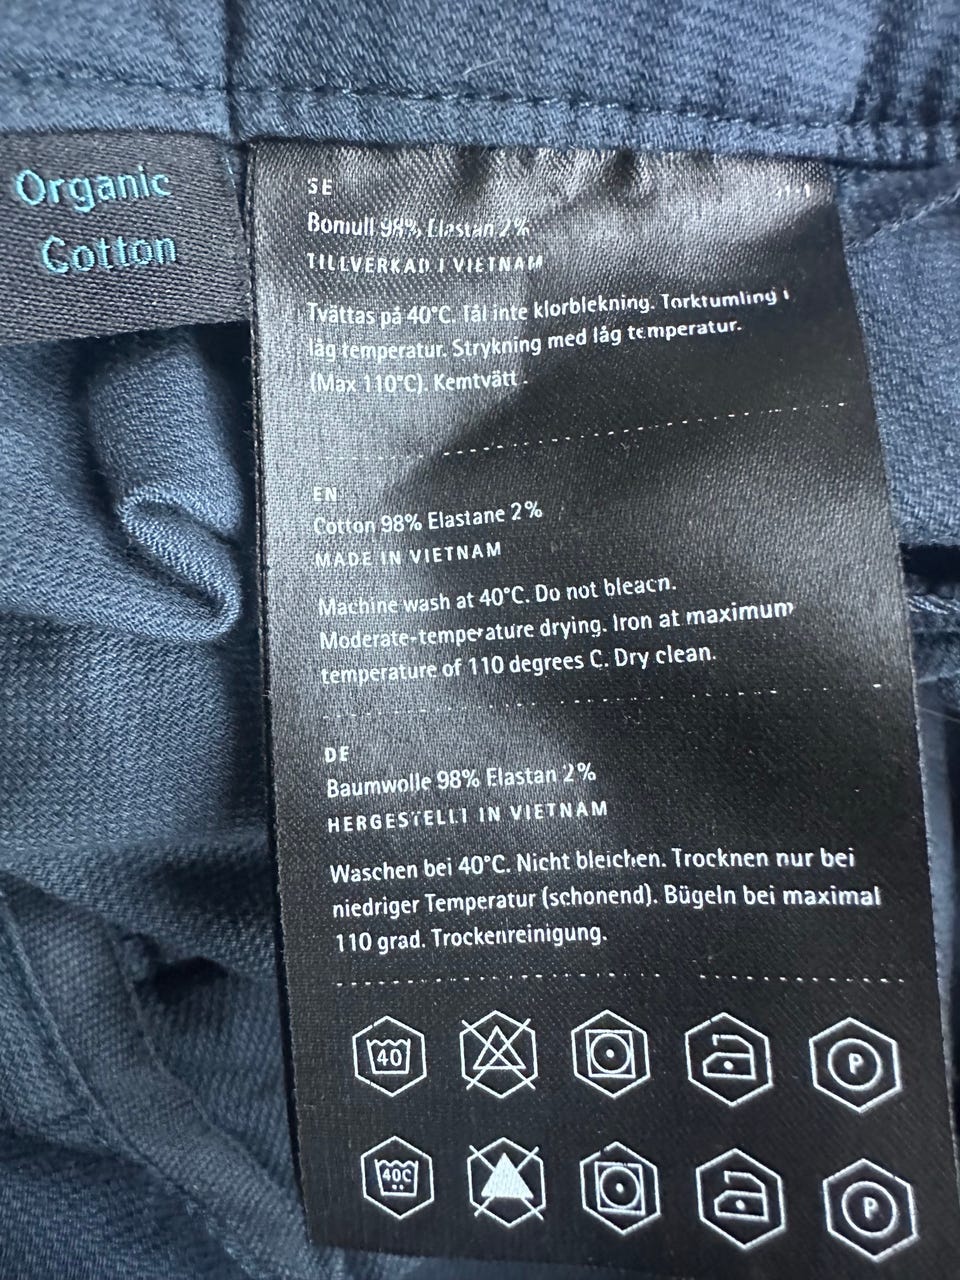 Organic
Cotton
SE
Bomull 98% Elastan 2%
TILLVERKAD I VIETNAM
Tvättas på 40°C. Tål inte klorblekning. Torktumling i
låg temperatur. Strykning med låg temperatur.
(Max 110°C). Kemtvätt.
EN
Cotton 98% Elastane 2%
MADE IN VIETNAM
Machine wash at 40°C. Do not bleach.
Moderate-temperature drying. Iron at maximum
temperature of 110 degrees C. Dry clean.
DE
Baumwolle 98% Elastan 2%
HERGESTELLT IN VIETNAM
Waschen bei 40°C. Nicht bleichen. Trocknen nur bei
niedriger Temperatur (schonend). Bügeln bei maximal
110 grad. Trockenreinigung.
40 P
40C P